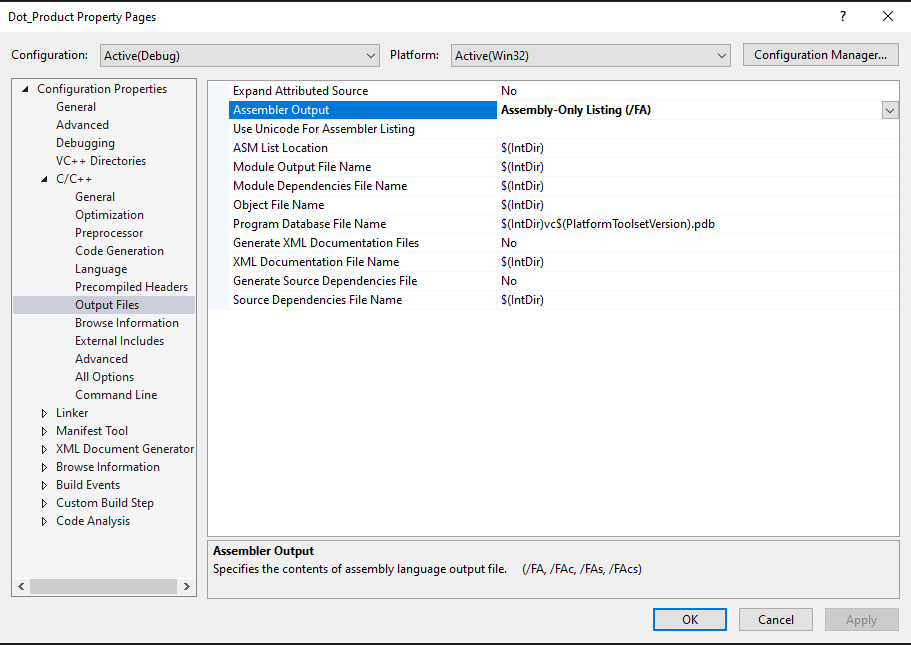 Dot_Product Property Pages
?
Configuration: Active(Debug) Platform: Active(Win32) Configuration Manager...
Configuration Properties
General
Advanced
Debugging
VC++ Directories
C/C++
General
Optimization
Preprocessor
Code Generation
Language
Precompiled Headers
Output Files
Browse Information
External Includes
Advanced
All Options
Command Line
Linker
Manifest Tool
XML Document Generator
Browse Information
Build Events
Custom Build Step
Code Analysis
Expand Attributed Source No
Assembler Output Assembly-Only Listing (/FA)
Use Unicode For Assembler Listing
ASM List Location $(IntDir)
Module Output File Name $(IntDir)
Module Dependencies File Name $(IntDir)
Object File Name $(IntDir)
Program Database File Name $(IntDir)vc$(PlatformToolsetVersion).pdb
Generate XML Documentation Files No
XML Documentation File Name $(IntDir)
Generate Source Dependencies File No
Source Dependencies File Name $(IntDir)
Assembler Output
Specifies the contents of assembly language output file. (/FA, /FAc, /FAs, /FAcs)
OK Cancel Apply